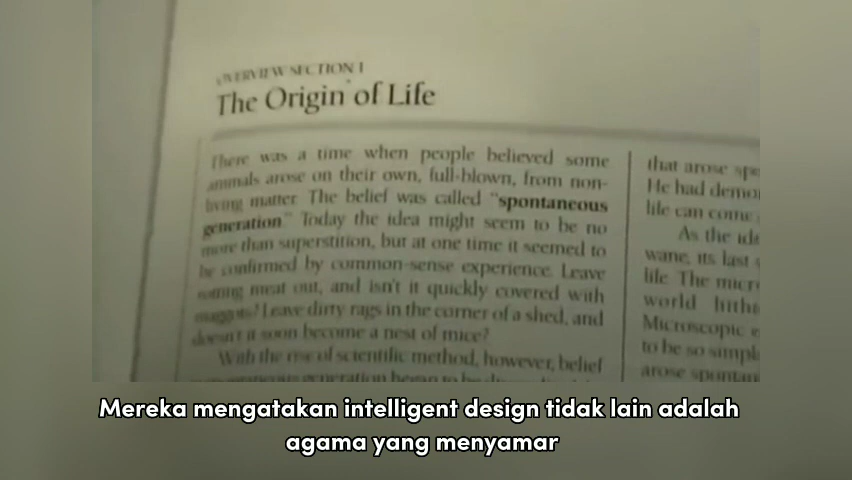 OVERVIEW SECTION 1
The Origin of Life
There was a time when people believed some
animals arose on their own, full-blown, from non-
living matter. The belief was called "spontaneous
generation." Today the idea might seem to be no
more than superstition, but at one time it seemed to
be confirmed by common-sense experience. Leave
rotting meat out, and isn't it quickly covered with
maggots? Leave dirty rags in the corner of a shed, and
doesn't it soon become a nest of mice?
With the rise of scientific method, however, belief
that arose spo
He had demo
life can come
As the ide
wane, its last
life. The micr
world hithe
Microscopic e
to be so simpl
arose spontan
Mereka mengatakan intelligent design tidak lain adalah
agama yang menyamar